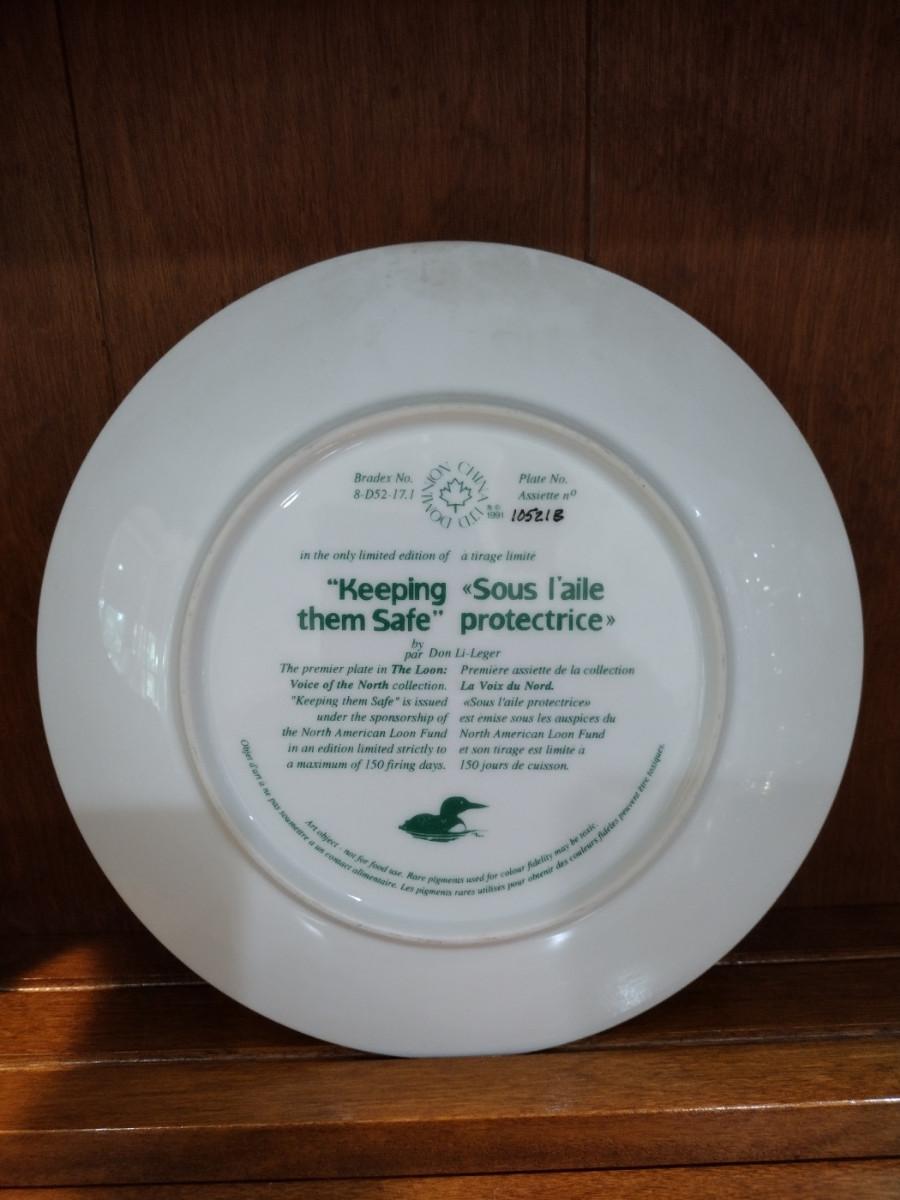 Bradex No.
8-D52-17.1
DOMINION CHINA LTD
® © 1991
Plate No.
Assiette nº
10521B
in the only limited edition of
"Keeping
them Safe"
à tirage limité
«Sous l'aile
protectrice»
by
par Don Li-Leger
The premier plate in The Loon:
Voice of the North collection.
"Keeping them Safe" is issued
under the sponsorship of
the North American Loon Fund
in an edition limited strictly to
a maximum of 150 firing days.
Première assiette de la collection
La Voix du Nord.
«Sous l'aile protectrice»
est émise sous les auspices du
North American Loon Fund
et son tirage est limité à
150 jours de cuisson.
Art object - not for food use. Rare pigments used for colour fidelity may be toxic.
Objet d'art à ne pas soumettre à un contact alimentaire. Les pigments rares utilisés pour obtenir des couleurs fidèles peuvent être toxiques.